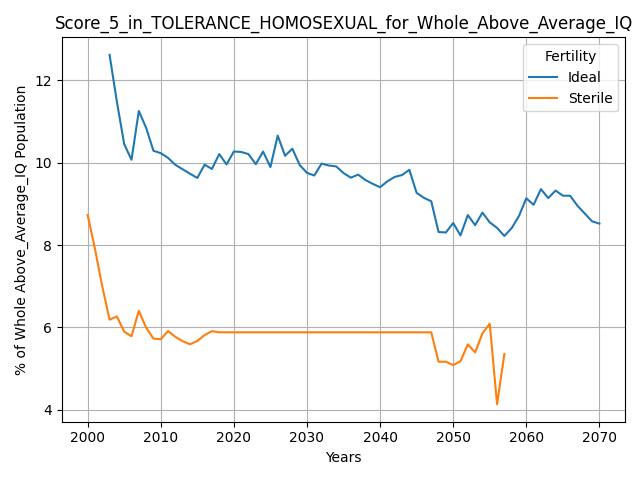 Score_5_in_TOLERANCE_HOMOSEXUAL_for_Whole_Above_Average_IQ
Fertility
Ideal
Sterile
% of Whole Above_Average_IQ Population
12
10
8
6
4
2000 2010 2020 2030 2040 2050 2060 2070
Years